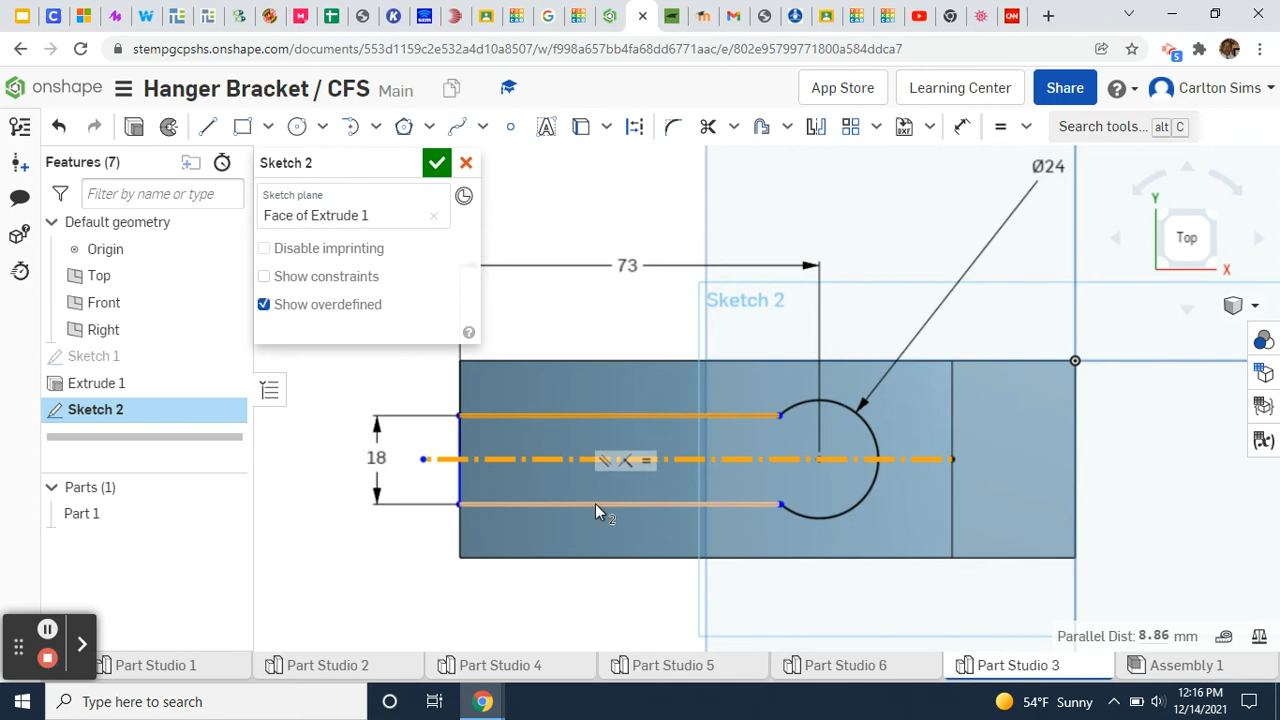 stempgcpshs.onshape.com/documents/553d1159c2e532a4d10a8507/w/f998a657bb4fa68dd6771aac/e/802e95799771800a584ddca7
5
onshape Hanger Bracket / CFS Main App Store Learning Center Share Carlton Sims
Search tools... alt C
Features (7)
Filter by name or type
Default geometry
Origin
Top
Front
Right
Sketch 1
Extrude 1
Sketch 2
Parts (1)
Part 1
Sketch 2
Sketch plane
Face of Extrude 1
Disable imprinting
Show constraints
Show overdefined
Ø24
73
Sketch 2
18
2
Y
Top
X
Parallel Dist: 8.86 mm
Part Studio 1 Part Studio 2 Part Studio 4 Part Studio 5 Part Studio 6 Part Studio 3 Assembly 1
Type here to search
54°F Sunny
12:16 PM
12/14/2021